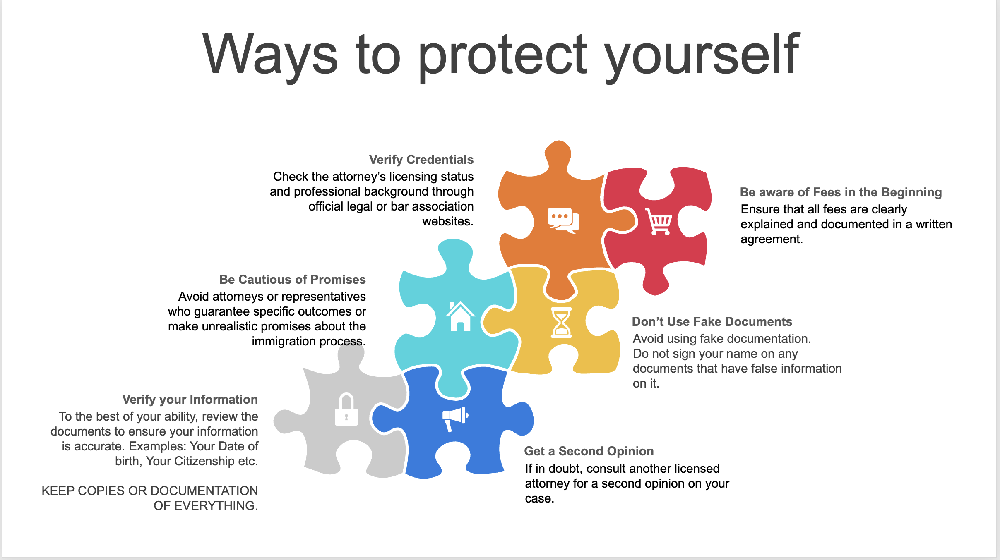 Ways to protect yourself
Verify Credentials
Check the attorney’s licensing status
and professional background through
official legal or bar association
websites.
Be aware of Fees in the Beginning
Ensure that all fees are clearly
explained and documented in a written
agreement.
Be Cautious of Promises
Avoid attorneys or representatives
who guarantee specific outcomes or
make unrealistic promises about the
immigration process.
Don’t Use Fake Documents
Avoid using fake documentation.
Do not sign your name on any
documents that have false information
on it.
Verify your Information
To the best of your ability, review the
documents to ensure your information
is accurate. Examples: Your Date of
birth, Your Citizenship etc.
KEEP COPIES OR DOCUMENTATION
OF EVERYTHING.
Get a Second Opinion
If in doubt, consult another licensed
attorney for a second opinion on your
case.